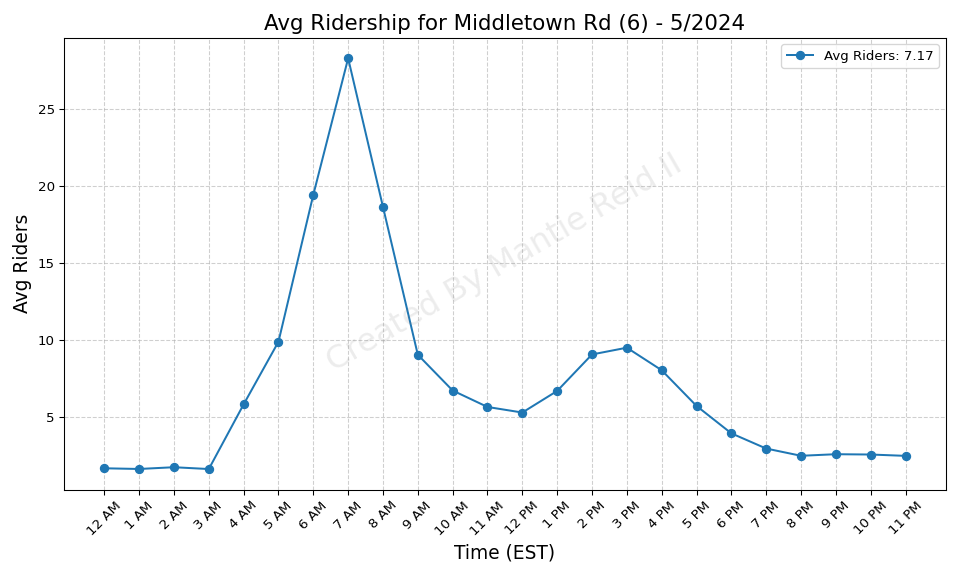 Avg Ridership for Middletown Rd (6) - 5/2024
Avg Riders: 7.17
Avg Riders
25
20
15
10
5
Created By Mantie Reid II
12 AM
1 AM
2 AM
3 AM
4 AM
5 AM
6 AM
7 AM
8 AM
9 AM
10 AM
11 AM
12 PM
1 PM
2 PM
3 PM
4 PM
5 PM
6 PM
7 PM
8 PM
9 PM
10 PM
11 PM
Time (EST)